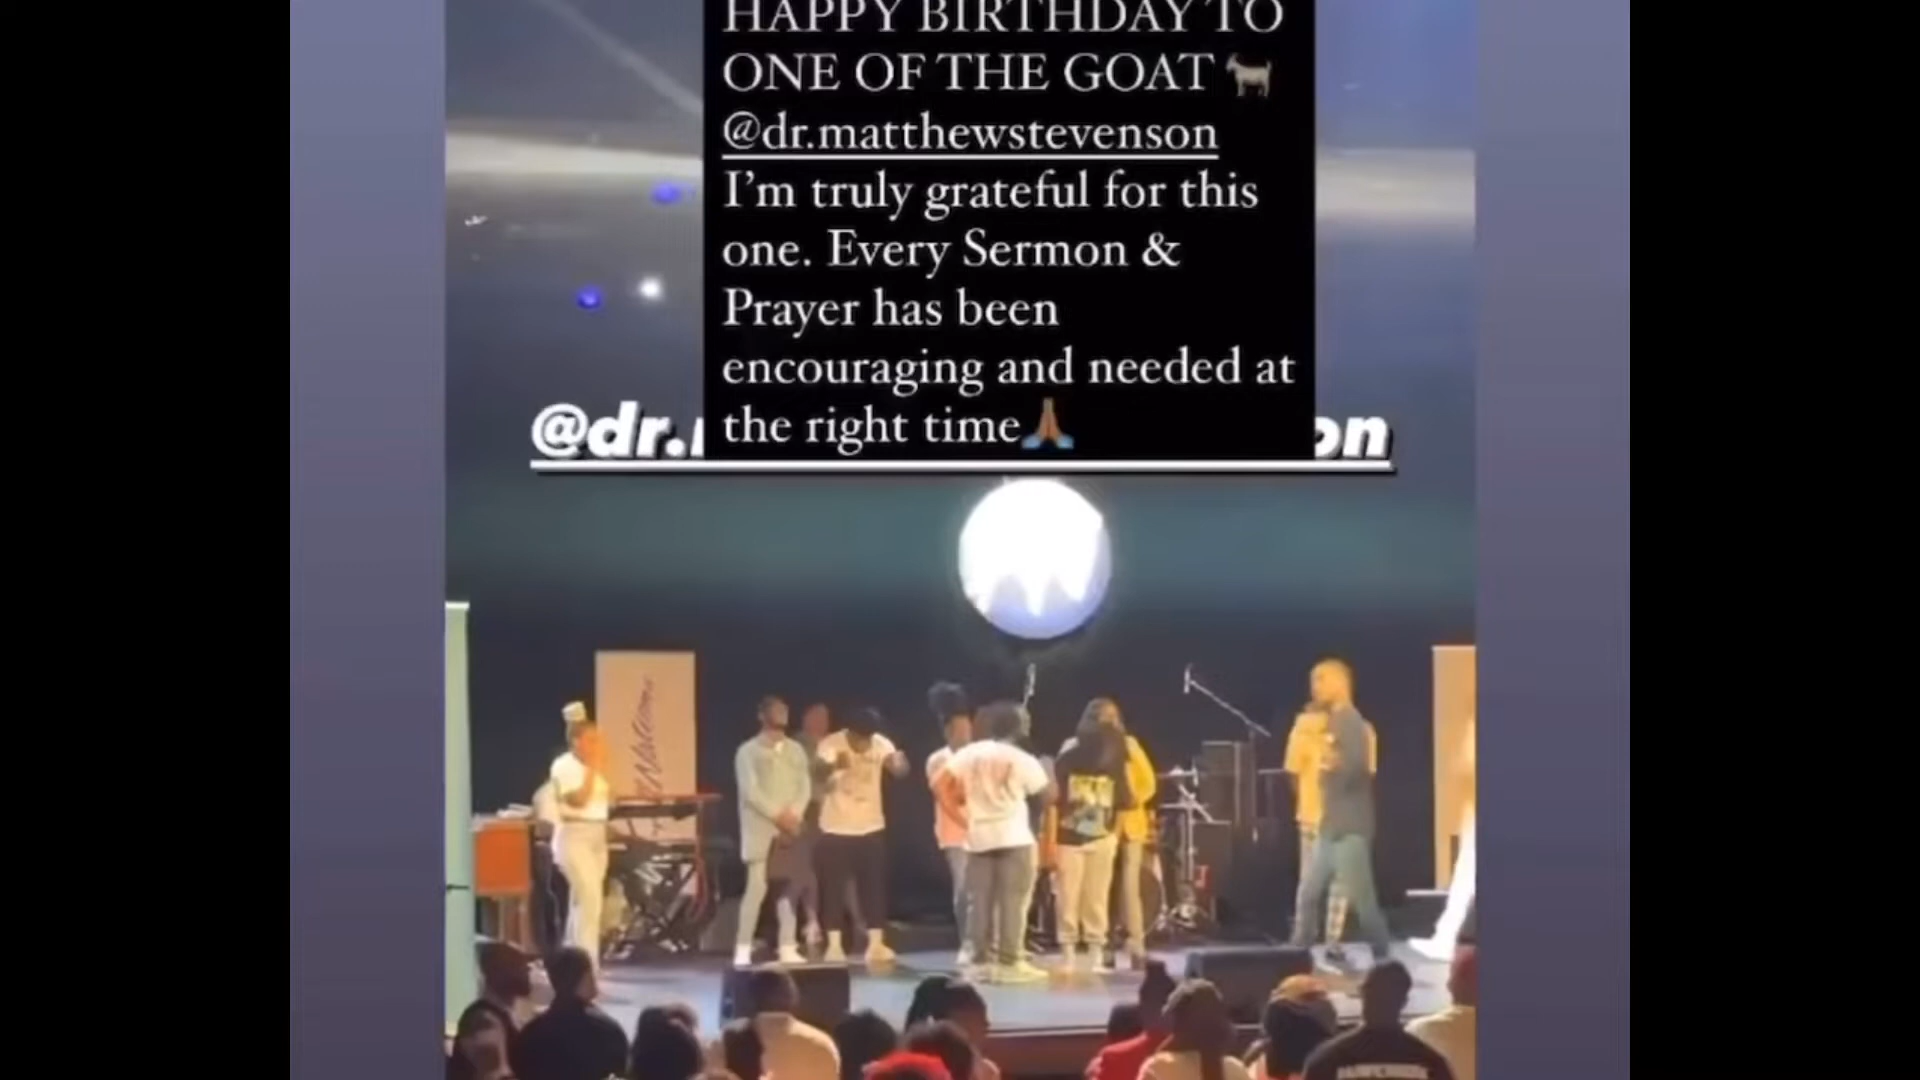 HAPPY BIRTHDAY TO
ONE OF THE GOAT 🐐
@dr.matthewstevenson
I'm truly grateful for this
one. Every Sermon &
Prayer has been
encouraging and needed at
the right time🙏🏽
@dr. on